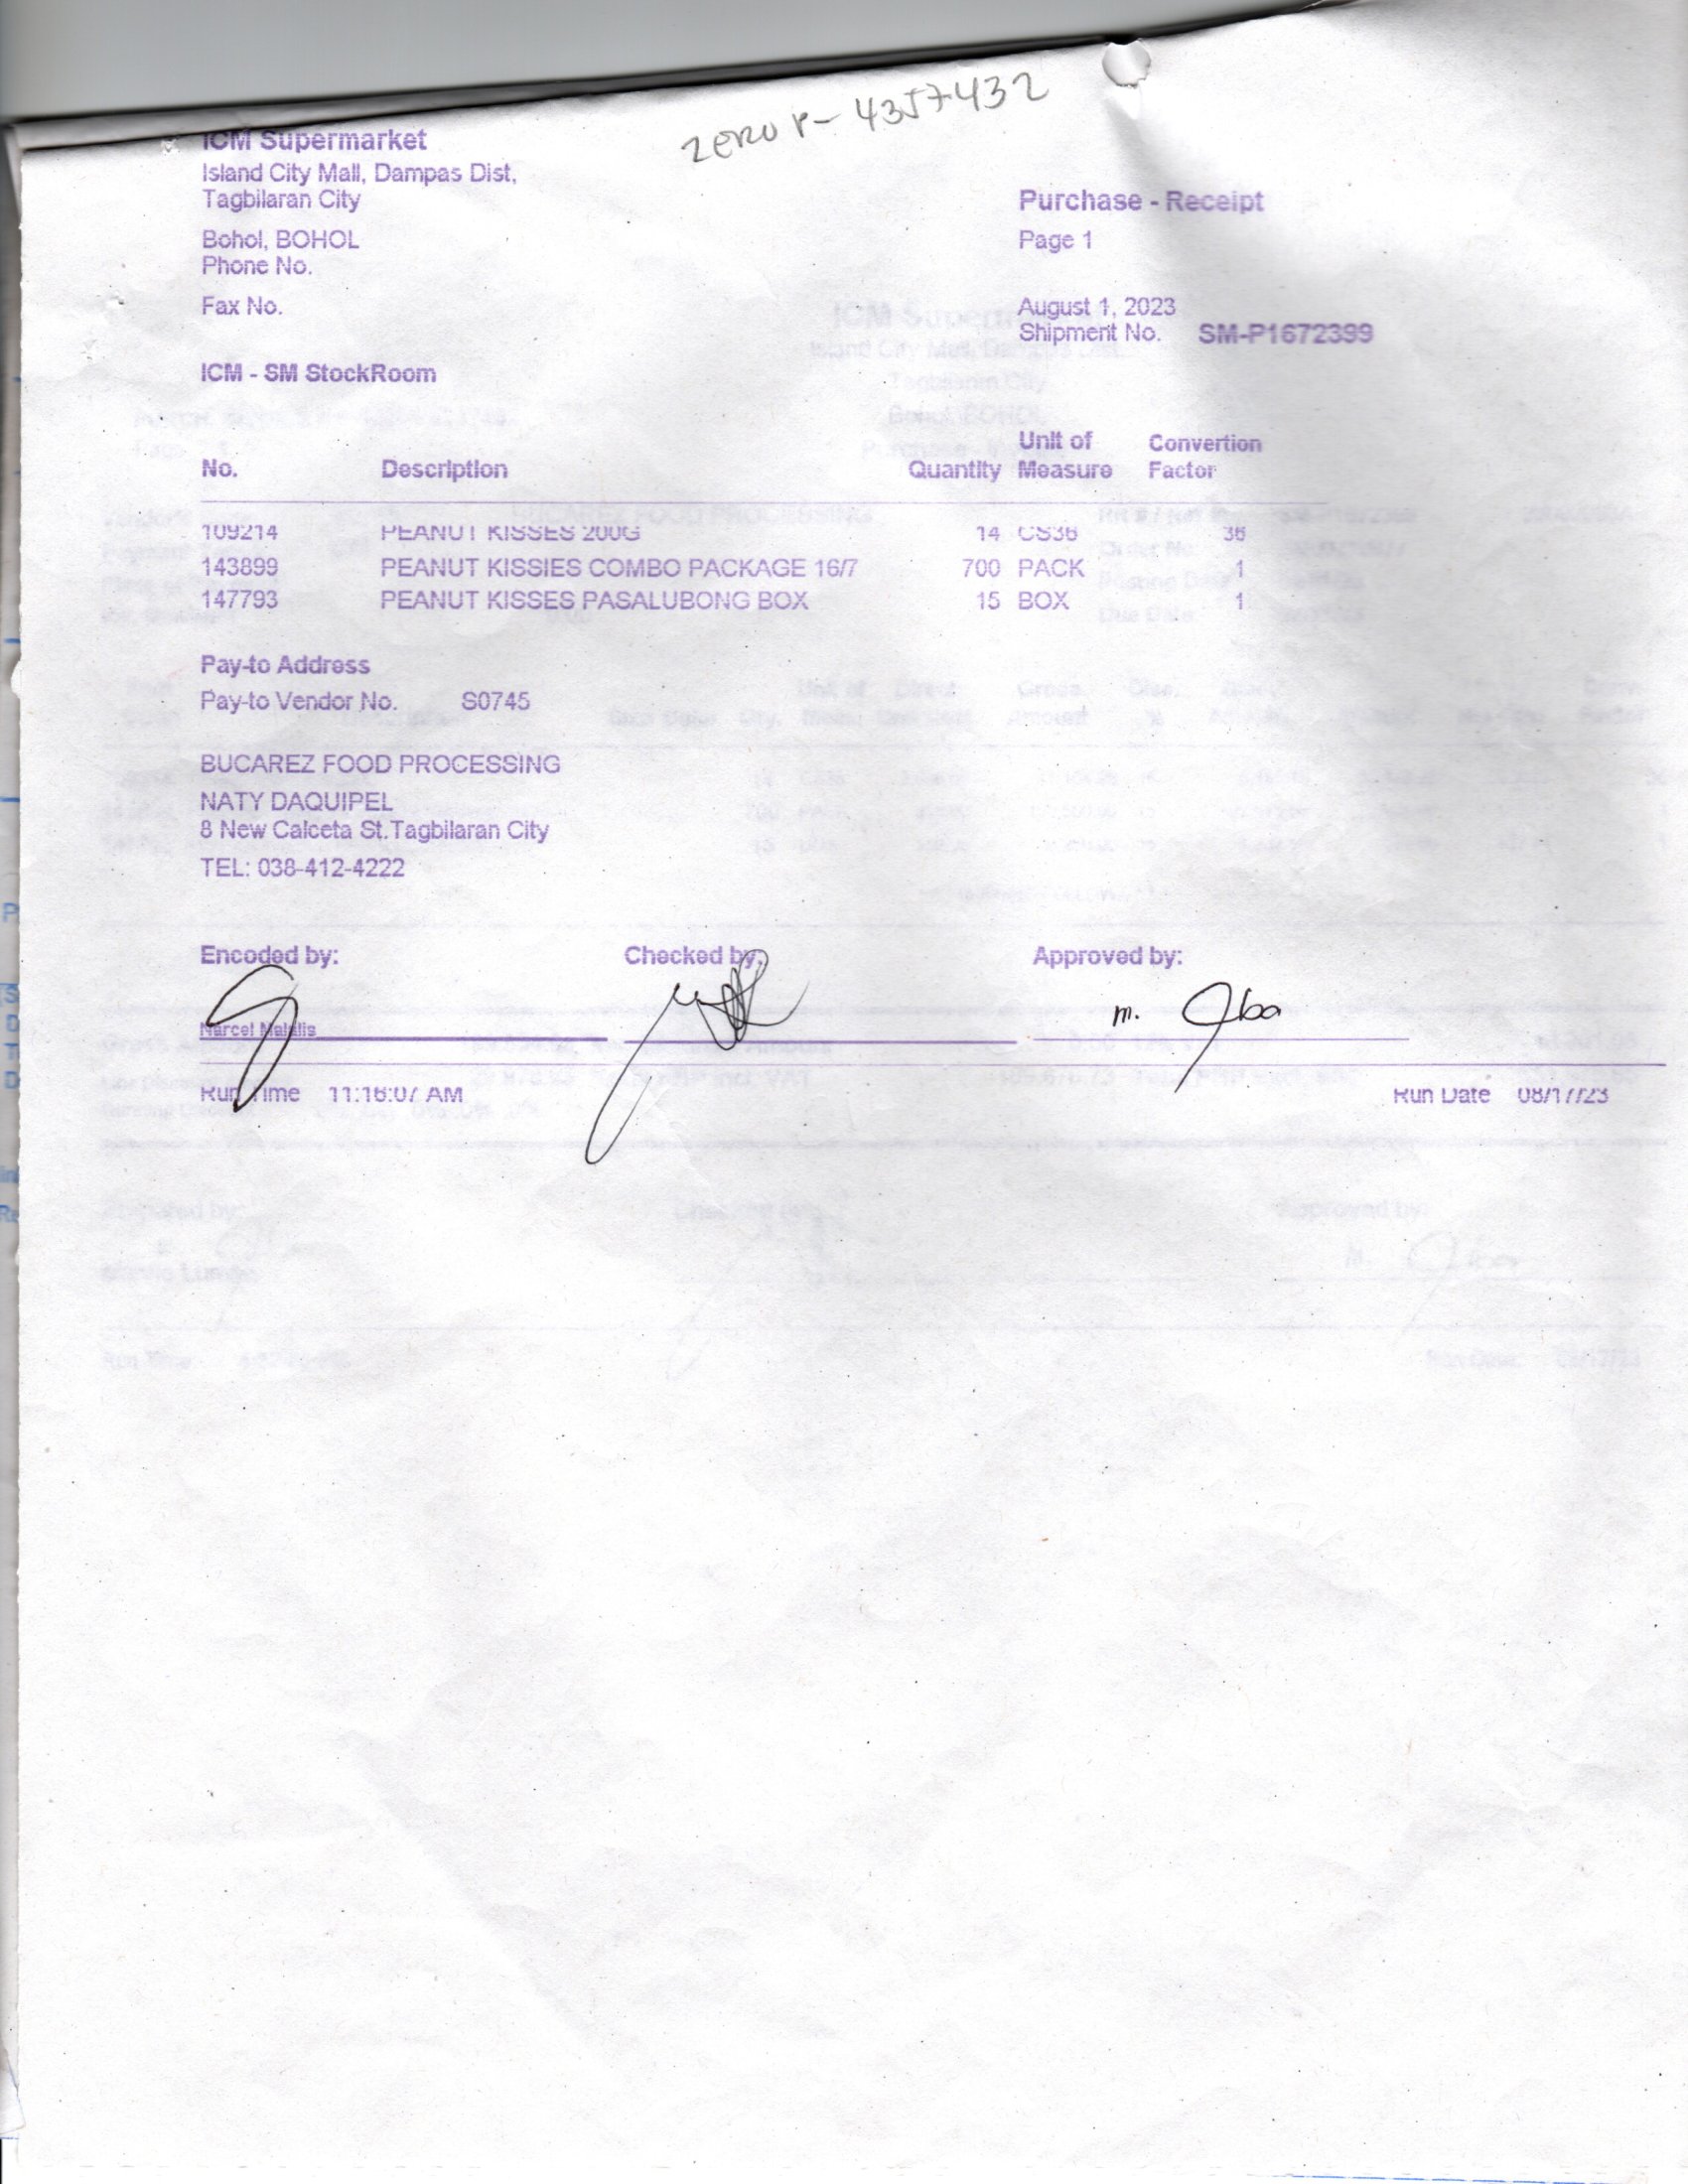 4357432
ICM Supermarket
Island City Mall, Dampas Dist,
Tagbilaran City
Purchase - Receipt
Bohol, BOHOL
Page 1
Phone No.
Fax No.
August 1, 2023
Shipment No. SM-P1672399
ICM - SM StockRoom
No. Description Quantity Unit of Measure Convertion Factor
109214 PEANUT KISSES 200G 14 CS36 36
143899 PEANUT KISSIES COMBO PACKAGE 16/7 700 PACK 1
147793 PEANUT KISSES PASALUBONG BOX 15 BOX 1
Pay-to Address
Pay-to Vendor No. S0745
BUCAREZ FOOD PROCESSING
NATY DAQUIPEL
8 New Calceta St.Tagbilaran City
TEL: 038-412-4222
Encoded by: Checked by: Approved by:
m. Jba
Run Time 11:16:07 AM Run Date 08/17/23